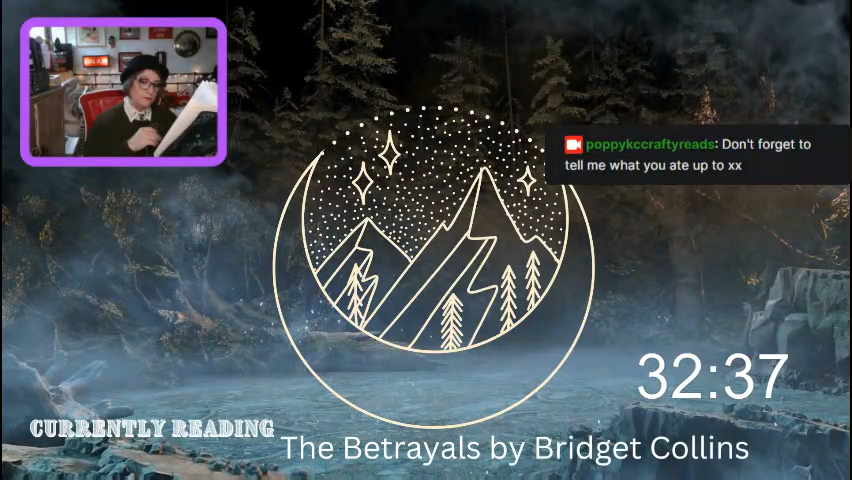 poppykccraftyreads: Don't forget to
tell me what you ate up to xx
32:37
CURRENTLY READING
The Betrayals by Bridget Collins